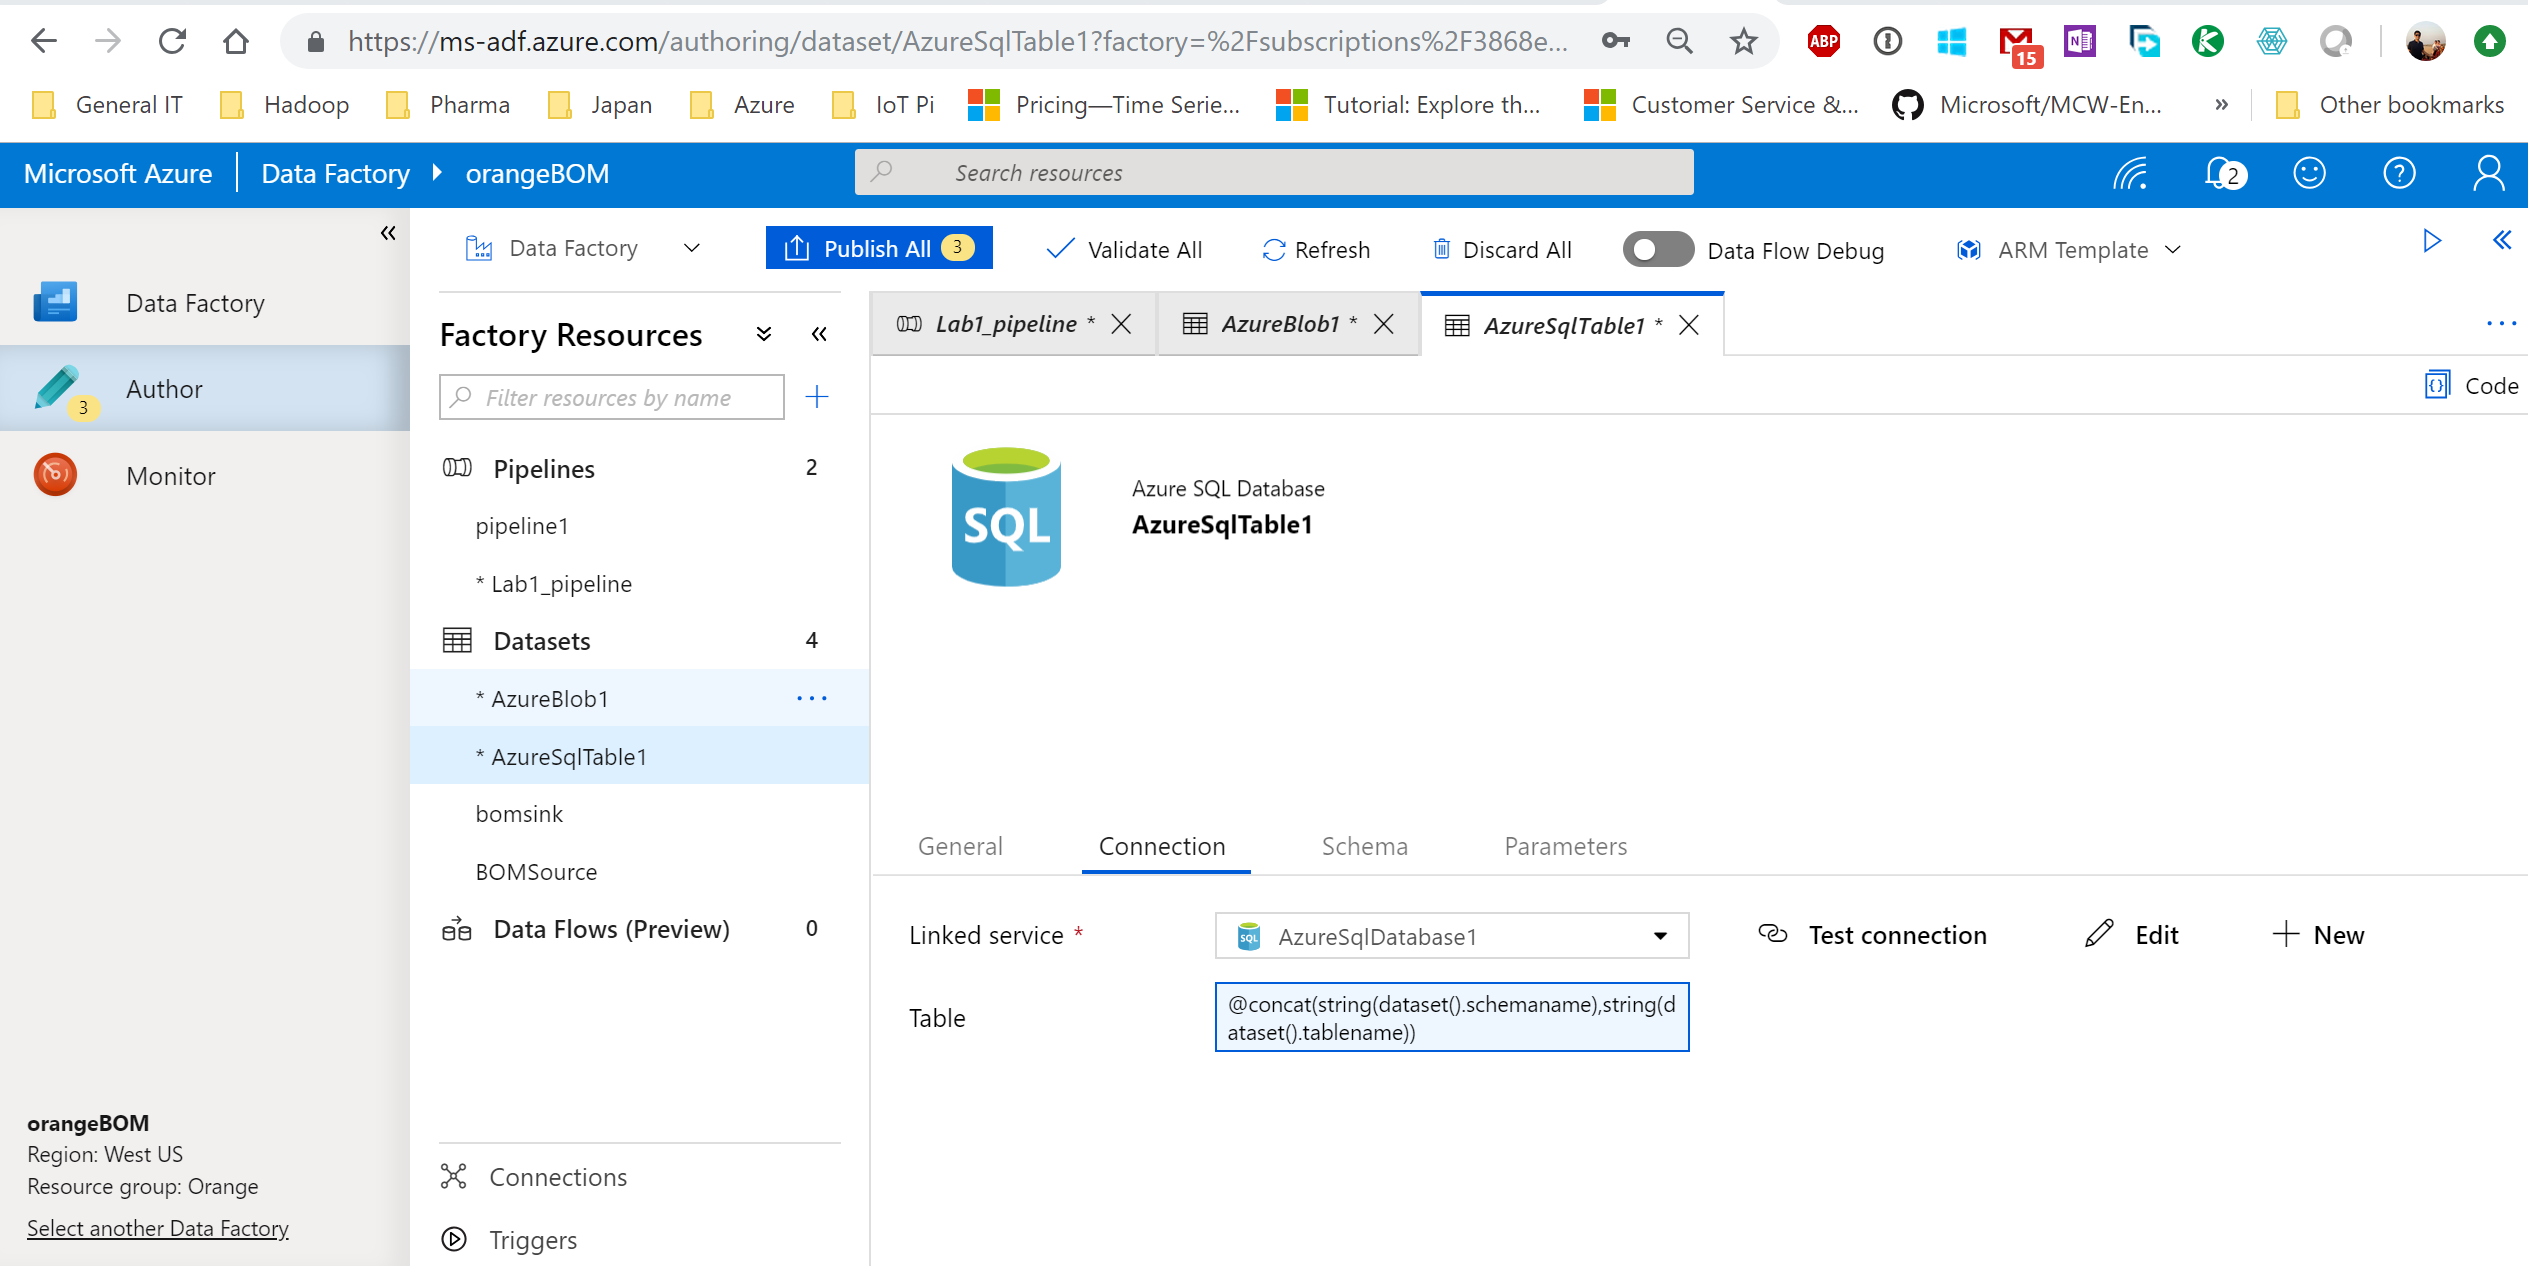 https://ms-adf.azure.com/authoring/dataset/AzureSqlTable1?factory=%2Fsubscriptions%2F3868e...
ABP
15
N
General IT
Hadoop
Pharma
Japan
Azure
IoT Pi
Pricing—Time Serie...
Tutorial: Explore th...
Customer Service &...
Microsoft/MCW-En...
»
Other bookmarks
Microsoft Azure
Data Factory
orangeBOM
Search resources
2
Data Factory
Author
3
Monitor
orangeBOM
Region: West US
Resource group: Orange
Select another Data Factory
Data Factory
Publish All 3
Validate All
Refresh
Discard All
Data Flow Debug
ARM Template
Factory Resources
Filter resources by name
Pipelines 2
pipeline1
* Lab1_pipeline
Datasets 4
* AzureBlob1
* AzureSqlTable1
bomsink
BOMSource
Data Flows (Preview) 0
Connections
Triggers
Lab1_pipeline *
AzureBlob1 *
AzureSqlTable1 *
Code
SQL
Azure SQL Database
AzureSqlTable1
General
Connection
Schema
Parameters
Linked service *
SQL
AzureSqlDatabase1
Test connection
Edit
New
Table
@concat(string(dataset().schemaname),string(d
ataset().tablename))